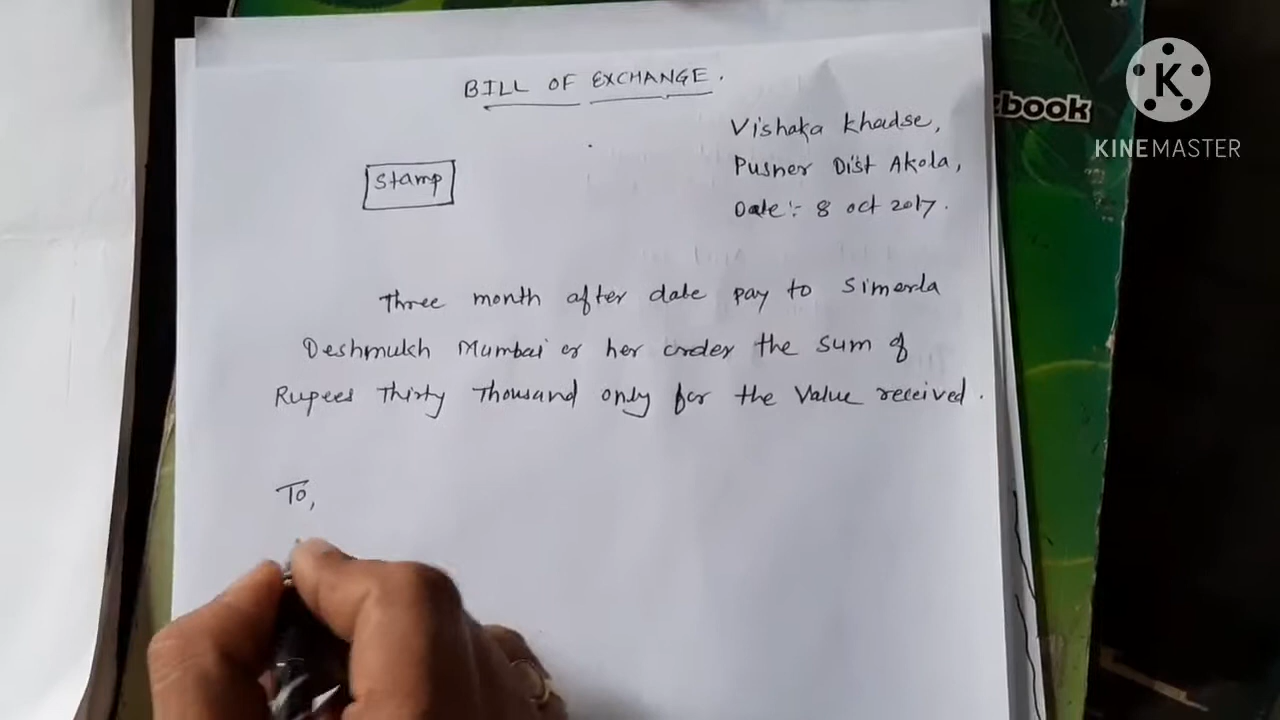 BILL OF EXCHANGE.
Vishaka Khadse,
Pusner Dist Akola,
Date:- 8 oct 2017.
Stamp
Three month after date pay to Simerla
Deshmukh Mumbai or her order the sum of
Rupees Thirty Thousand only for the Value received.
To,
book
K
KINEMASTER